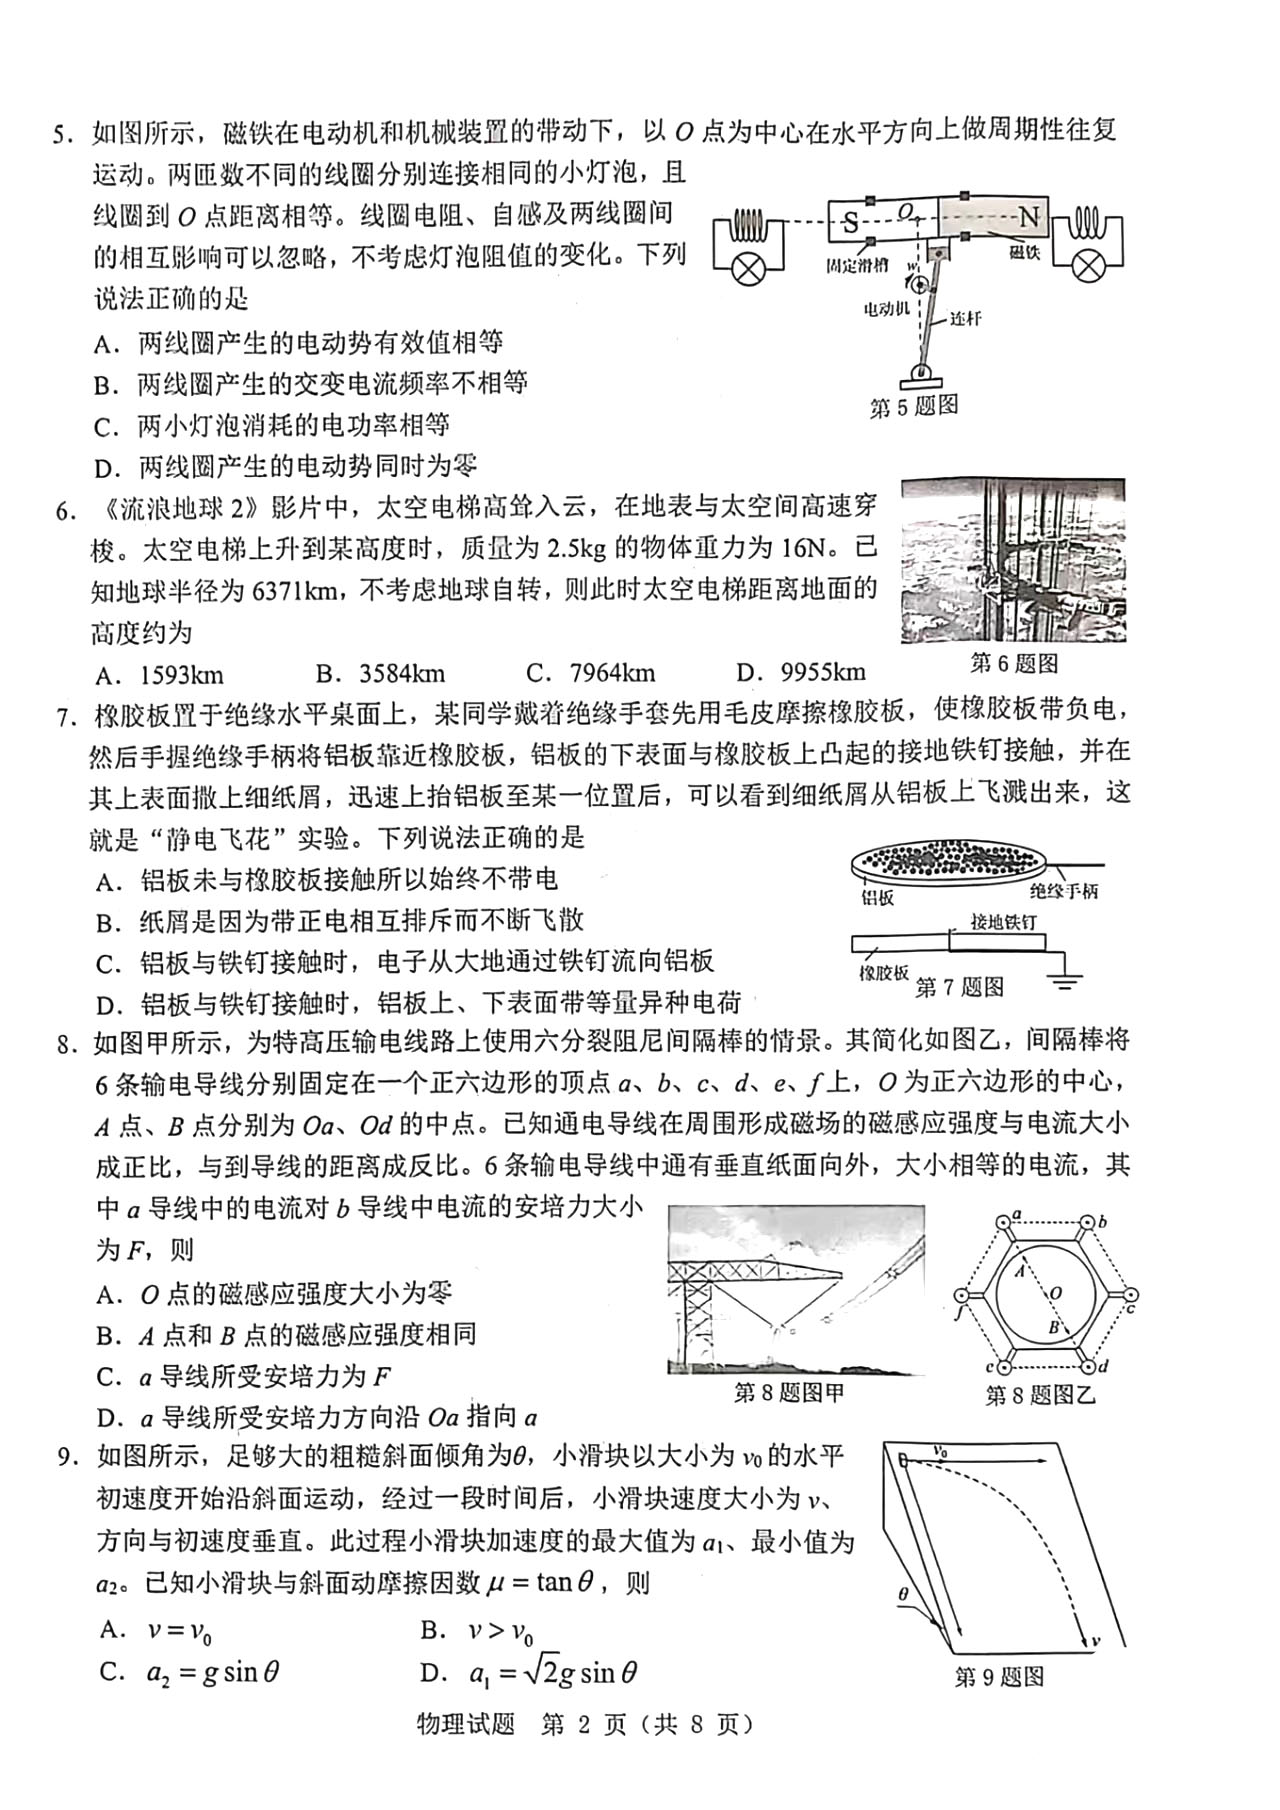 5．如图所示，磁铁在电动机和机械装置的带动下，以 O 点为中心在水平方向上做周期性往复
运动。两匝数不同的线圈分别连接相同的小灯泡，且
线圈到 O 点距离相等。线圈电阻、自感及两线圈间
的相互影响可以忽略，不考虑灯泡阻值的变化。下列
说法正确的是
S O N
固定滑槽 磁铁
w
电动机
连杆
第 5 题图
A．两线圈产生的电动势有效值相等
B．两线圈产生的交变电流频率不相等
C．两小灯泡消耗的电功率相等
D．两线圈产生的电动势同时为零
6．《流浪地球 2》影片中，太空电梯高耸入云，在地表与太空间高速穿
梭。太空电梯上升到某高度时，质量为 2.5kg 的物体重力为 16N。已
知地球半径为 6371km，不考虑地球自转，则此时太空电梯距离地面的
高度约为
A．1593km B．3584km C．7964km D．9955km
第 6 题图
7．橡胶板置于绝缘水平桌面上，某同学戴着绝缘手套先用毛皮摩擦橡胶板，使橡胶板带负电，
然后手握绝缘手柄将铝板靠近橡胶板，铝板的下表面与橡胶板上凸起的接地铁钉接触，并在
其上表面撒上细纸屑，迅速上抬铝板至某一位置后，可以看到细纸屑从铝板上飞溅出来，这
就是“静电飞花”实验。下列说法正确的是
A．铝板未与橡胶板接触所以始终不带电
B．纸屑是因为带正电相互排斥而不断飞散
C．铝板与铁钉接触时，电子从大地通过铁钉流向铝板
D．铝板与铁钉接触时，铝板上、下表面带等量异种电荷
铝板 绝缘手柄
接地铁钉
橡胶板
第 7 题图
8．如图甲所示，为特高压输电线路上使用六分裂阻尼间隔棒的情景。其简化如图乙，间隔棒将
6 条输电导线分别固定在一个正六边形的顶点 a、b、c、d、e、f 上，O 为正六边形的中心，
A 点、B 点分别为 Oa、Od 的中点。已知通电导线在周围形成磁场的磁感应强度与电流大小
成正比，与到导线的距离成反比。6 条输电导线中通有垂直纸面向外，大小相等的电流，其
中 a 导线中的电流对 b 导线中电流的安培力大小
为 F，则
A．O 点的磁感应强度大小为零
B．A 点和 B 点的磁感应强度相同
C．a 导线所受安培力为 F
D．a 导线所受安培力方向沿 Oa 指向 a
第 8 题图甲
a b
A
O
f c
B
e d
第 8 题图乙
9．如图所示，足够大的粗糙斜面倾角为θ，小滑块以大小为 v₀ 的水平
初速度开始沿斜面运动，经过一段时间后，小滑块速度大小为 v、
方向与初速度垂直。此过程小滑块加速度的最大值为 a₁、最小值为
a₂。已知小滑块与斜面动摩擦因数 μ = tan θ，则
A．v = v₀ B．v > v₀
C．a₂ = g sin θ D．a₁ = √2g sin θ
v₀
θ
v
第 9 题图
物理试题 第 2 页（共 8 页）